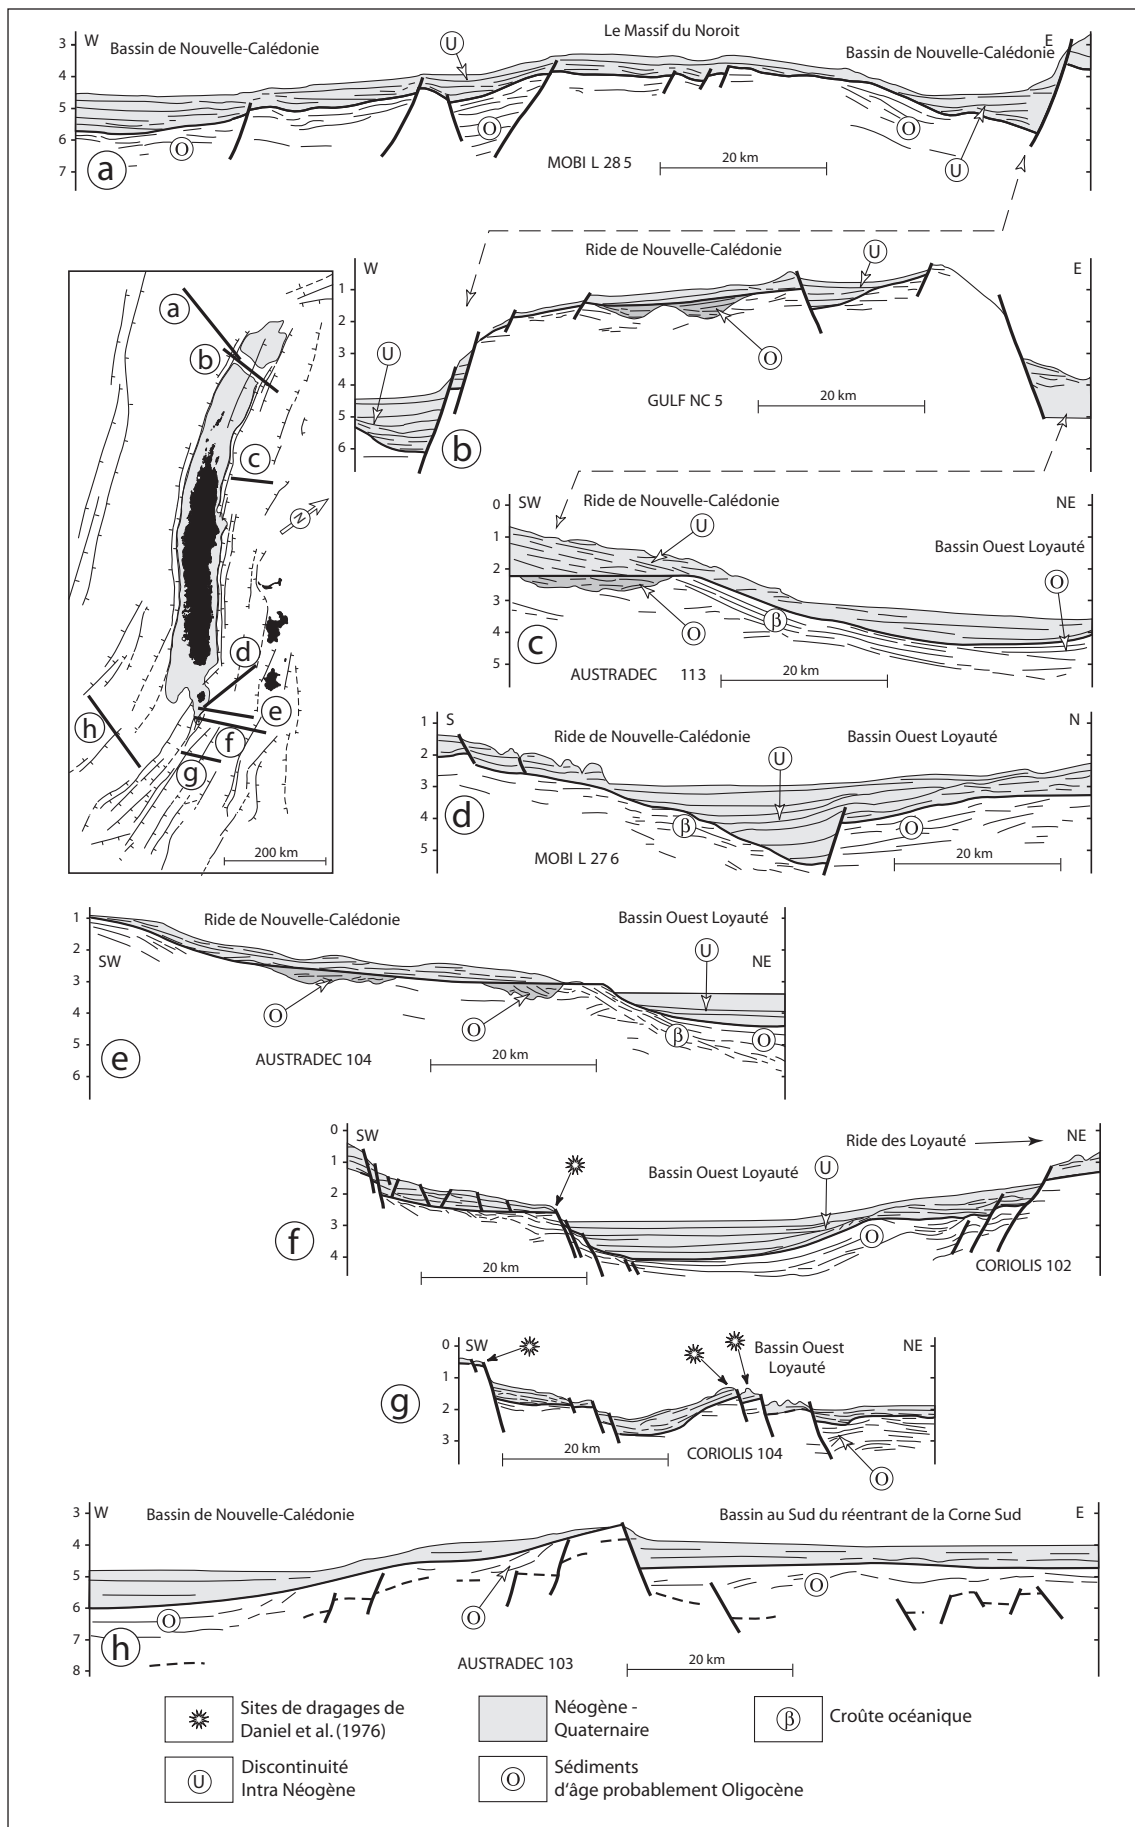 W
Bassin de Nouvelle-Calédonie
U
Le Massif du Noroit
Bassin de Nouvelle-Calédonie
E
3
4
5
6
7
O
O
O
U
a
MOBI L 28 5
20 km
Ride de Nouvelle-Calédonie
U
W
E
1
2
3
4
5
6
U
O
GULF NC 5
20 km
b
a
b
c
N
d
e
f
g
h
200 km
0
1
2
3
4
5
SW
Ride de Nouvelle-Calédonie
U
NE
Bassin Ouest Loyauté
O
O
β
c
AUSTRADEC 113
20 km
1
2
3
4
5
S
Ride de Nouvelle-Calédonie
Bassin Ouest Loyauté
N
U
β
O
d
MOBI L 27 6
20 km
1
2
3
4
5
6
Ride de Nouvelle-Calédonie
Bassin Ouest Loyauté
SW
U
NE
O
O
β
O
e
AUSTRADEC 104
20 km
0
1
2
3
4
SW
Ride des Loyauté
NE
Bassin Ouest Loyauté
U
f
O
20 km
CORIOLIS 102
0
1
2
3
SW
Bassin Ouest
Loyauté
NE
g
20 km
CORIOLIS 104
O
3
4
5
6
7
8
W
Bassin de Nouvelle-Calédonie
Bassin au Sud du réentrant de la Corne Sud
E
O
O
O
h
AUSTRADEC 103
20 km
Sites de dragages de
Daniel et al. (1976)
Néogène -
Quaternaire
β
Croûte océanique
U
Discontinuité
Intra Néogène
O
Sédiments
d'âge probablement Oligocène